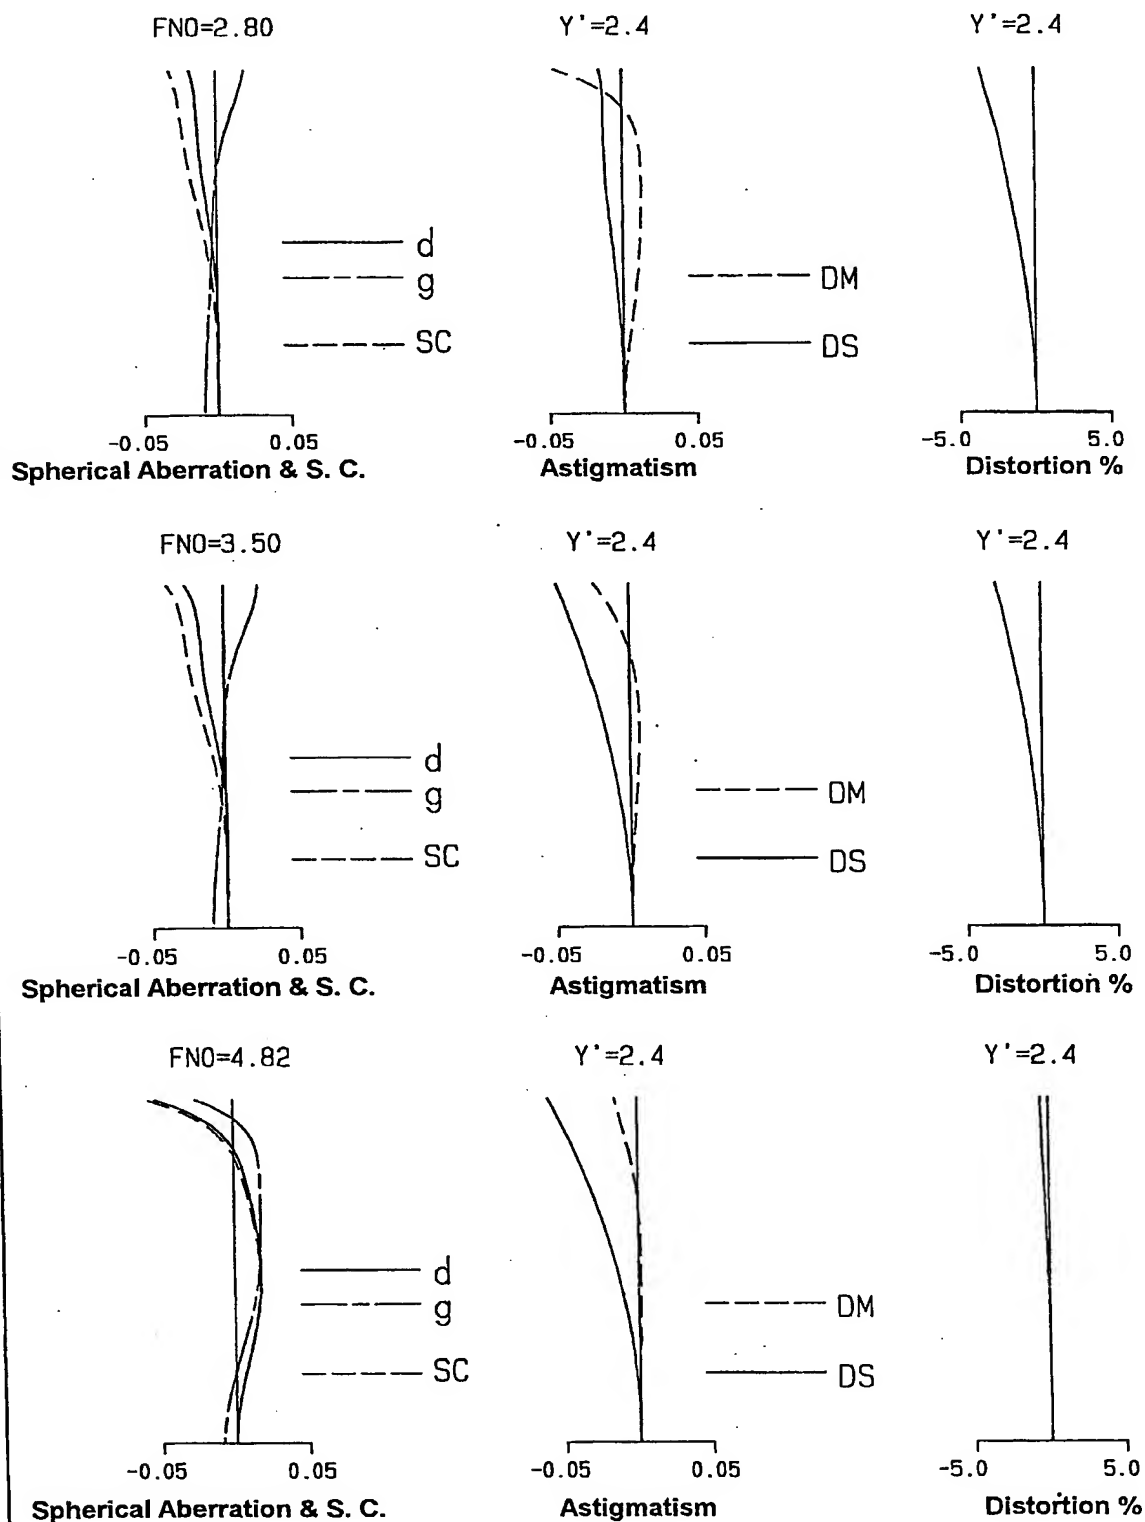 FNO=2.80 Y'=2.4 Y'=2.4
d
g
SC
DM
DS
-0.05 0.05 -0.05 0.05 -5.0 5.0
Spherical Aberration & S. C. Astigmatism Distortion %
FNO=3.50 Y'=2.4 Y'=2.4
d
g
SC
DM
DS
-0.05 0.05 -0.05 0.05 -5.0 5.0
Spherical Aberration & S. C. Astigmatism Distortion %
FNO=4.82 Y'=2.4 Y'=2.4
d
g
SC
DM
DS
-0.05 0.05 -0.05 0.05 -5.0 5.0
Spherical Aberration & S. C. Astigmatism Distortion %